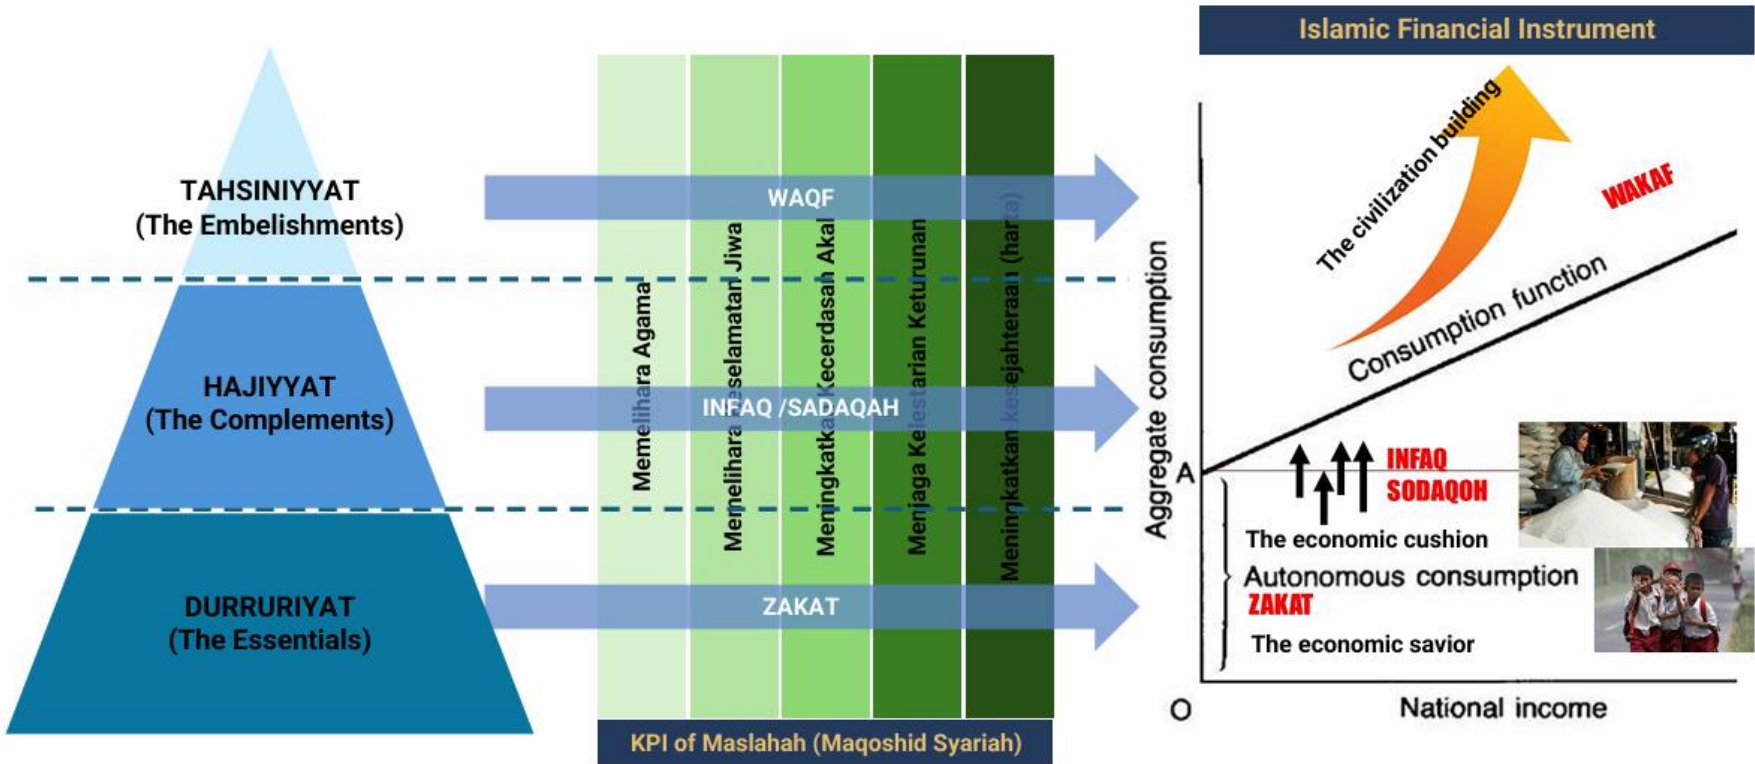 TAHSINIYYAT
(The Embelishments)
HAJIYYAT
(The Complements)
DURRURIYAT
(The Essentials)
WAQF
INFAQ /SADAQAH
ZAKAT
Memelihara Agama
Memelihara Keselamatan Jiwa
Meningkatkan Kecerdasan Akal
Menjaga Kelestarian Keturunan
Meningkatkan kesejahteraan (harta)
KPI of Maslahah (Maqoshid Syariah)
Islamic Financial Instrument
The civilization building
WAKAF
Consumption function
Aggregate consumption
A
INFAQ
SODAQOH
The economic cushion
Autonomous consumption
ZAKAT
The economic savior
O
National income